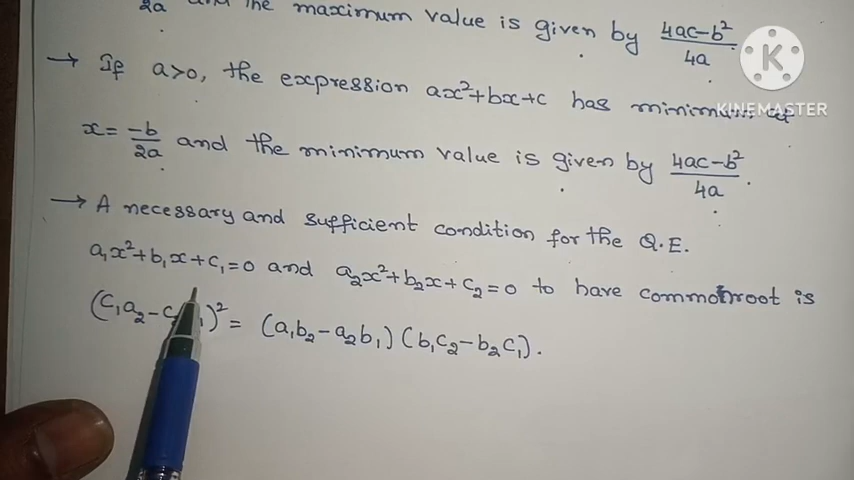 2a and the maximum value is given by (4ac-b²)/4a
K
KINEMASTER
→ If a>0, the expression ax²+bx+c has minimum at
x = -b/2a and the minimum value is given by (4ac-b²)/4a.
→ A necessary and sufficient condition for the Q.E.
a₁x²+b₁x+c₁=0 and a₂x²+b₂x+c₂=0 to have common root is
(c₁a₂-c₁)² = (a₁b₂-a₂b₁)(b₁c₂-b₂c₁).